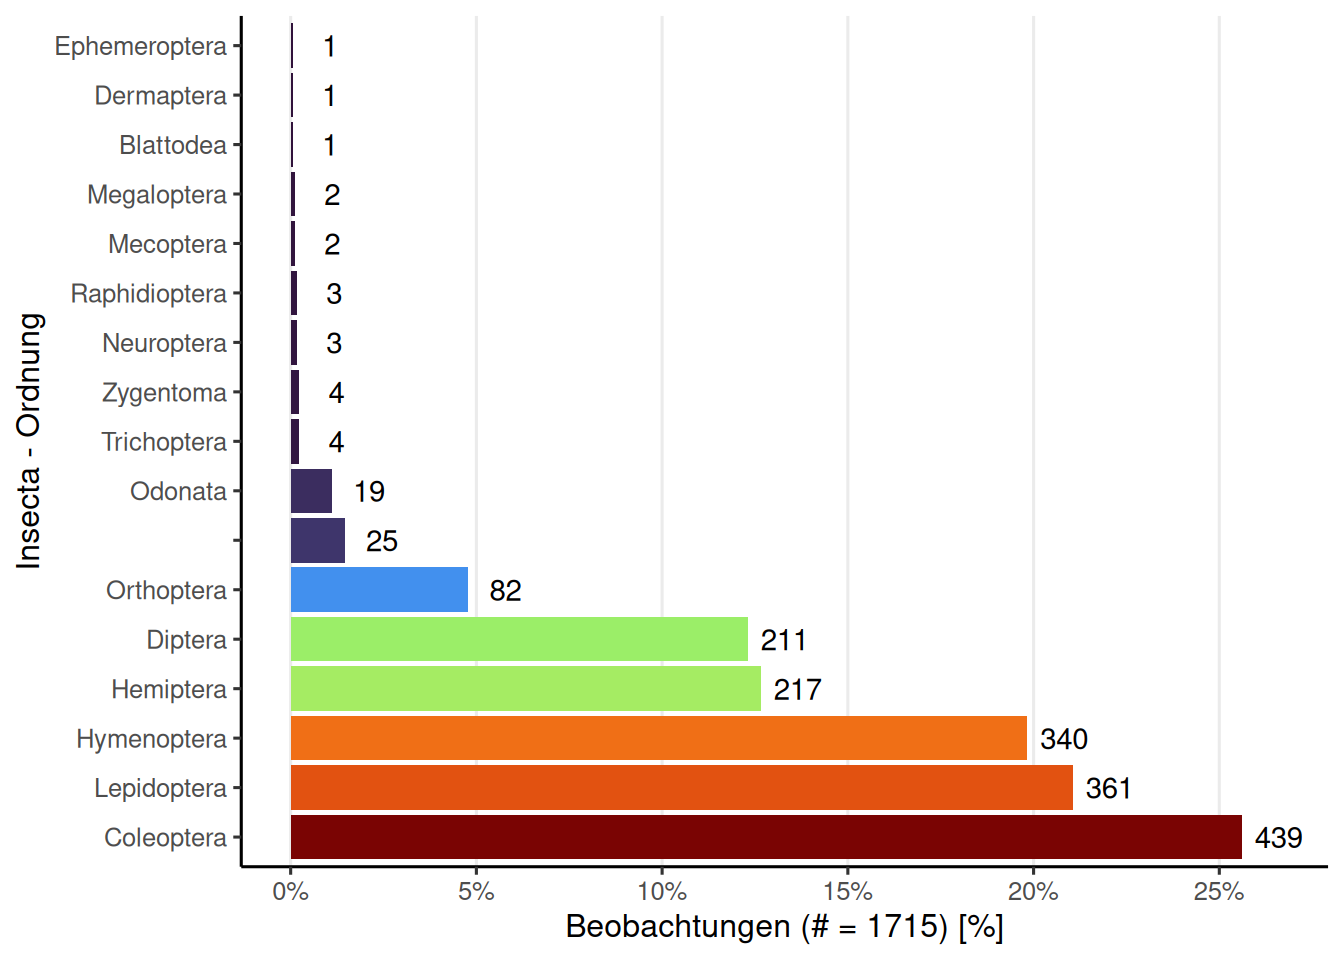 Insecta - Ordnung
Ephemeroptera 1
Dermaptera 1
Blattodea 1
Megaloptera 2
Mecoptera 2
Raphidioptera 3
Neuroptera 3
Zygentoma 4
Trichoptera 4
Odonata 19
25
Orthoptera 82
Diptera 211
Hemiptera 217
Hymenoptera 340
Lepidoptera 361
Coleoptera 439
0% 5% 10% 15% 20% 25%
Beobachtungen (# = 1715) [%]